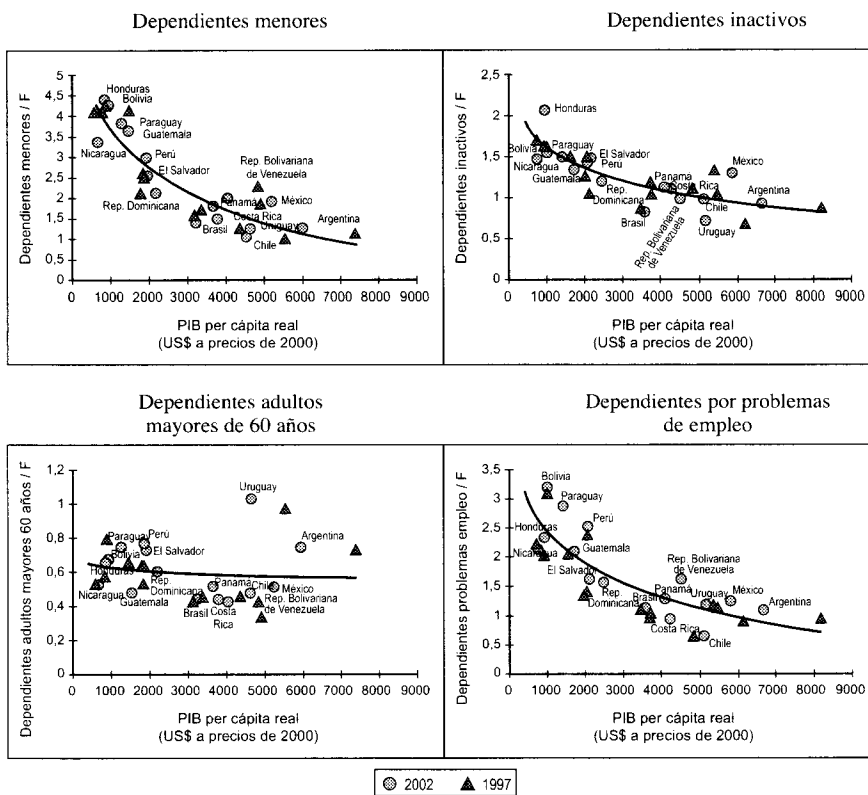 Dependientes menores
Dependientes menores / F
5
4,5
4
3,5
3
2,5
2
1,5
1
0,5
0
Honduras
Bolivia
Paraguay
Guatemala
Nicaragua
Perú
El Salvador
Rep. Dominicana
Rep. Bolivariana
de Venezuela
Panamá
México
Costa Rica
Brasil
Uruguay
Argentina
Chile
0 1000 2000 3000 4000 5000 6000 7000 8000 9000
PIB per cápita real
(US$ a precios de 2000)
Dependientes inactivos
Dependientes inactivos / F
2,5
2
1,5
1
0,5
0
Honduras
Bolivia
Paraguay
El Salvador
Nicaragua
Perú
Guatemala
Rep.
Dominicana
Panamá
Costa Rica
México
Argentina
Chile
Brasil
Uruguay
Rep. Bolivariana
de Venezuela
0 1000 2000 3000 4000 5000 6000 7000 8000 9000
PIB per cápita real
(US$ a precios de 2000)
Dependientes adultos
mayores de 60 años
Dependientes adultos mayores 60 años / F
1,2
1
0,8
0,6
0,4
0,2
0
Uruguay
Argentina
Paraguay
Perú
Bolivia
El Salvador
Honduras
Nicaragua
Guatemala
Rep.
Dominicana
Panamá
Chile
México
Brasil
Costa
Rica
Rep. Bolivariana
de Venezuela
0 1000 2000 3000 4000 5000 6000 7000 8000 9000
PIB per cápita real
(US$ a precios de 2000)
Dependientes por problemas
de empleo
Dependientes problemas empleo / F
3,5
3
2,5
2
1,5
1
0,5
0
Bolivia
Paraguay
Perú
Honduras
Nicaragua
Guatemala
El Salvador
Rep.
Dominicana
Rep. Bolivariana
de Venezuela
Panamá
Brasil
Uruguay
México
Argentina
Costa Rica
Chile
0 1000 2000 3000 4000 5000 6000 7000 8000 9000
PIB per cápita real
(US$ a precios de 2000)
2002 1997